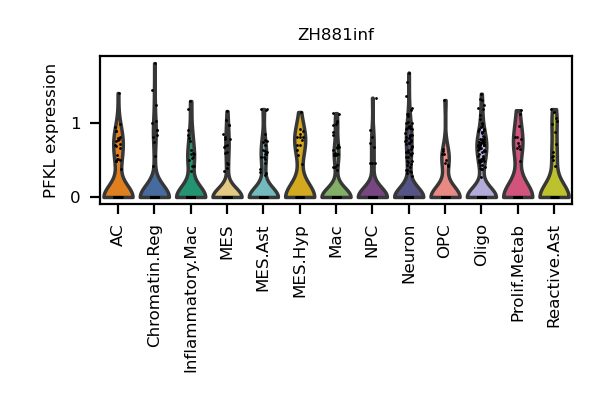 ZH881inf
PFKL expression
1
0
AC
Chromatin.Reg
Inflammatory.Mac
MES
MES.Ast
MES.Hyp
Mac
NPC
Neuron
OPC
Oligo
Prolif.Metab
Reactive.Ast